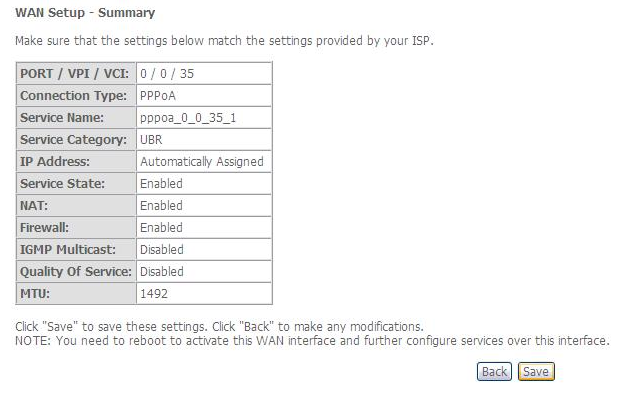 WAN Setup - Summary
Make sure that the settings below match the settings provided by your ISP.
PORT / VPI / VCI: 0 / 0 / 35
Connection Type: PPPoA
Service Name: pppoa_0_0_35_1
Service Category: UBR
IP Address: Automatically Assigned
Service State: Enabled
NAT: Enabled
Firewall: Enabled
IGMP Multicast: Disabled
Quality Of Service: Disabled
MTU: 1492
Click "Save" to save these settings. Click "Back" to make any modifications.
NOTE: You need to reboot to activate this WAN interface and further configure services over this interface.
Back Save